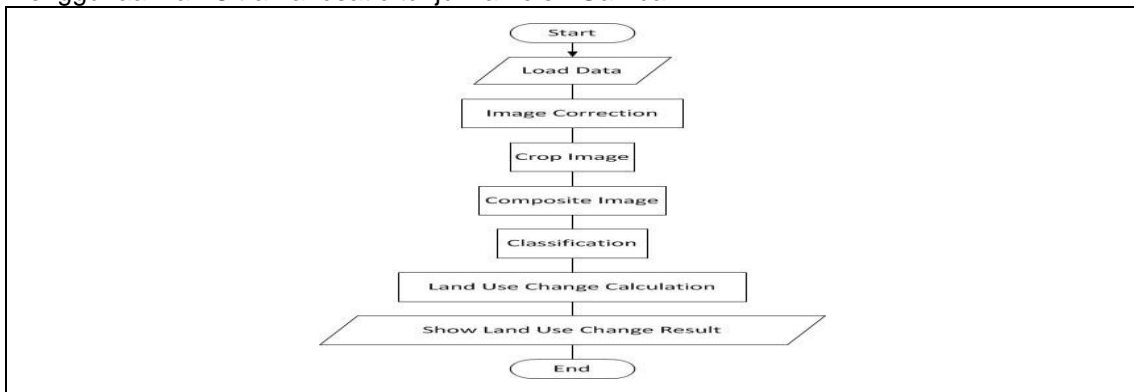 Start
Load Data
Image Correction
Crop Image
Composite Image
Classification
Land Use Change Calculation
Show Land Use Change Result
End